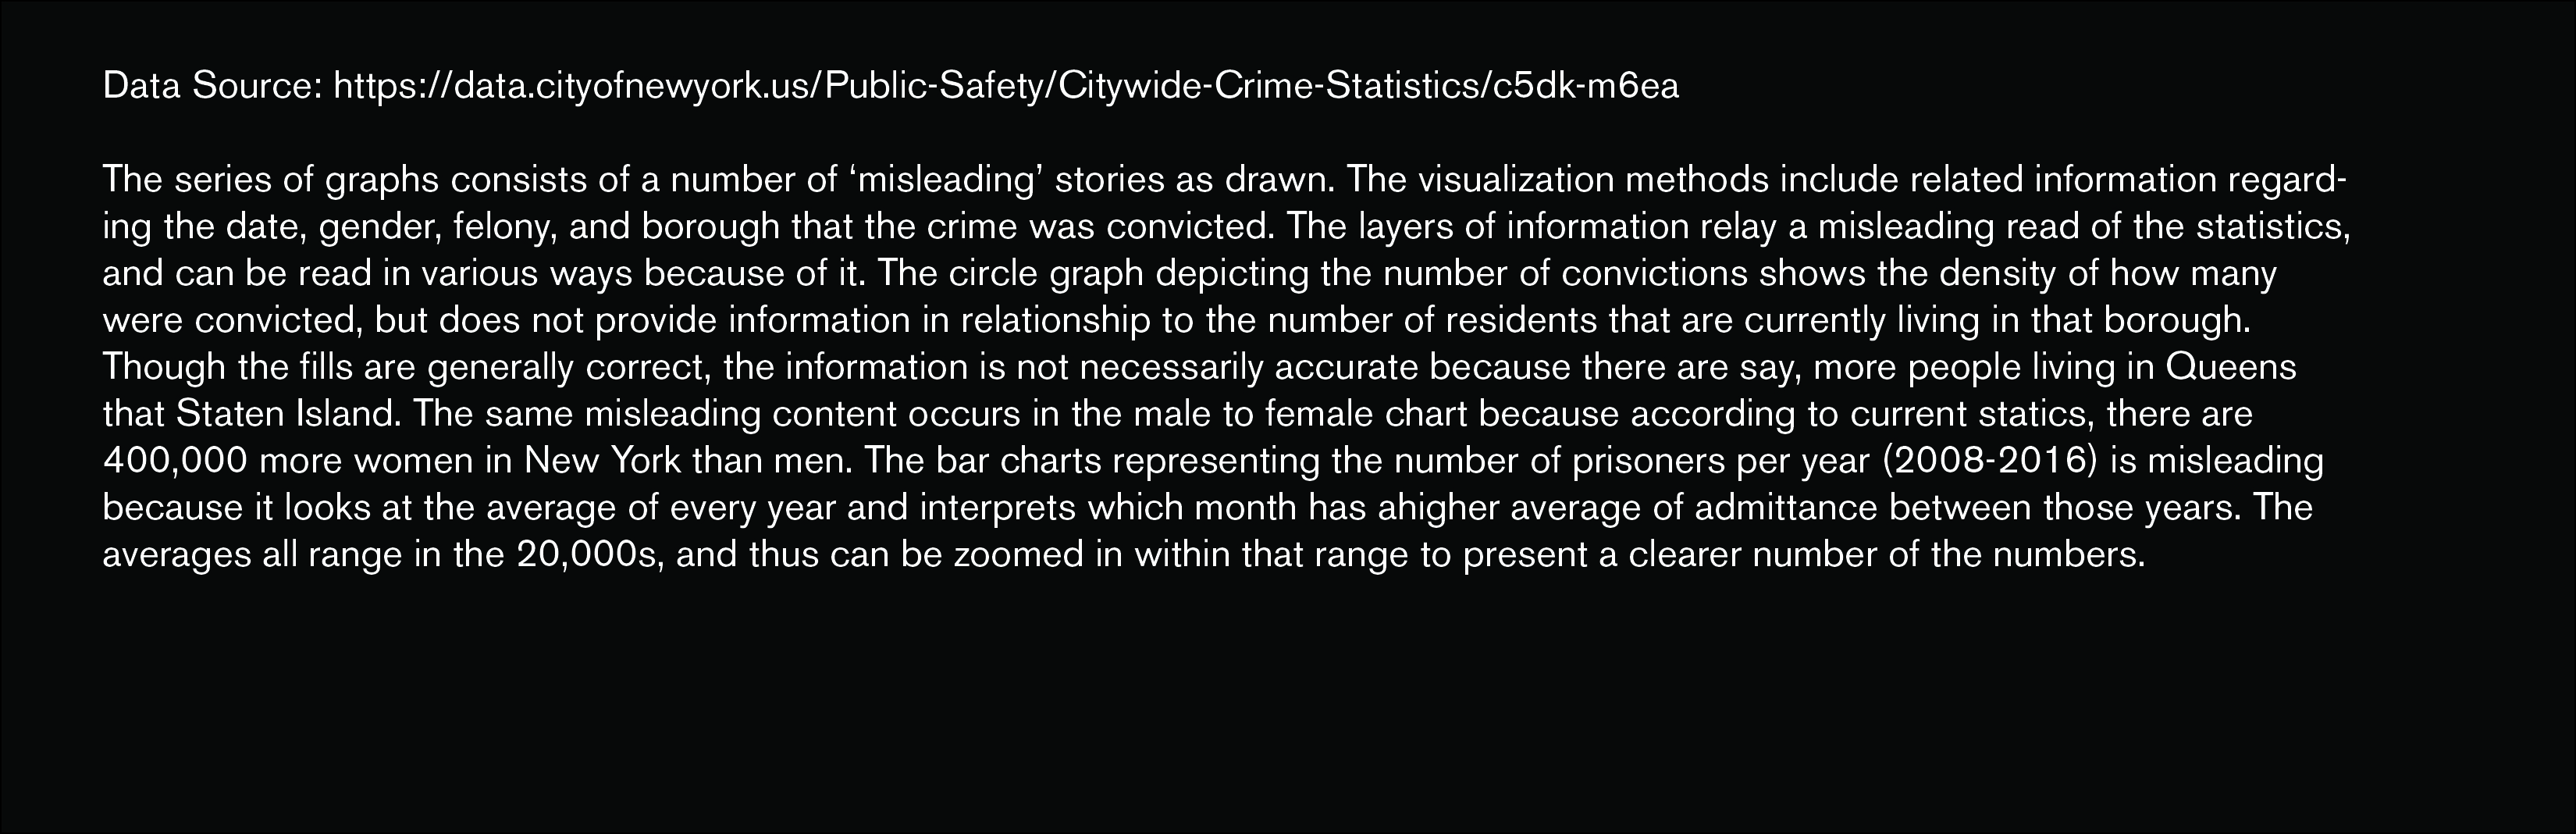 Data Source: https://data.cityofnewyork.us/Public-Safety/Citywide-Crime-Statistics/c5dk-m6ea
The series of graphs consists of a number of ‘misleading’ stories as drawn. The visualization methods include related information regard-
ing the date, gender, felony, and borough that the crime was convicted. The layers of information relay a misleading read of the statistics,
and can be read in various ways because of it. The circle graph depicting the number of convictions shows the density of how many
were convicted, but does not provide information in relationship to the number of residents that are currently living in that borough.
Though the fills are generally correct, the information is not necessarily accurate because there are say, more people living in Queens
that Staten Island. The same misleading content occurs in the male to female chart because according to current statics, there are
400,000 more women in New York than men. The bar charts representing the number of prisoners per year (2008-2016) is misleading
because it looks at the average of every year and interprets which month has ahigher average of admittance between those years. The
averages all range in the 20,000s, and thus can be zoomed in within that range to present a clearer number of the numbers.